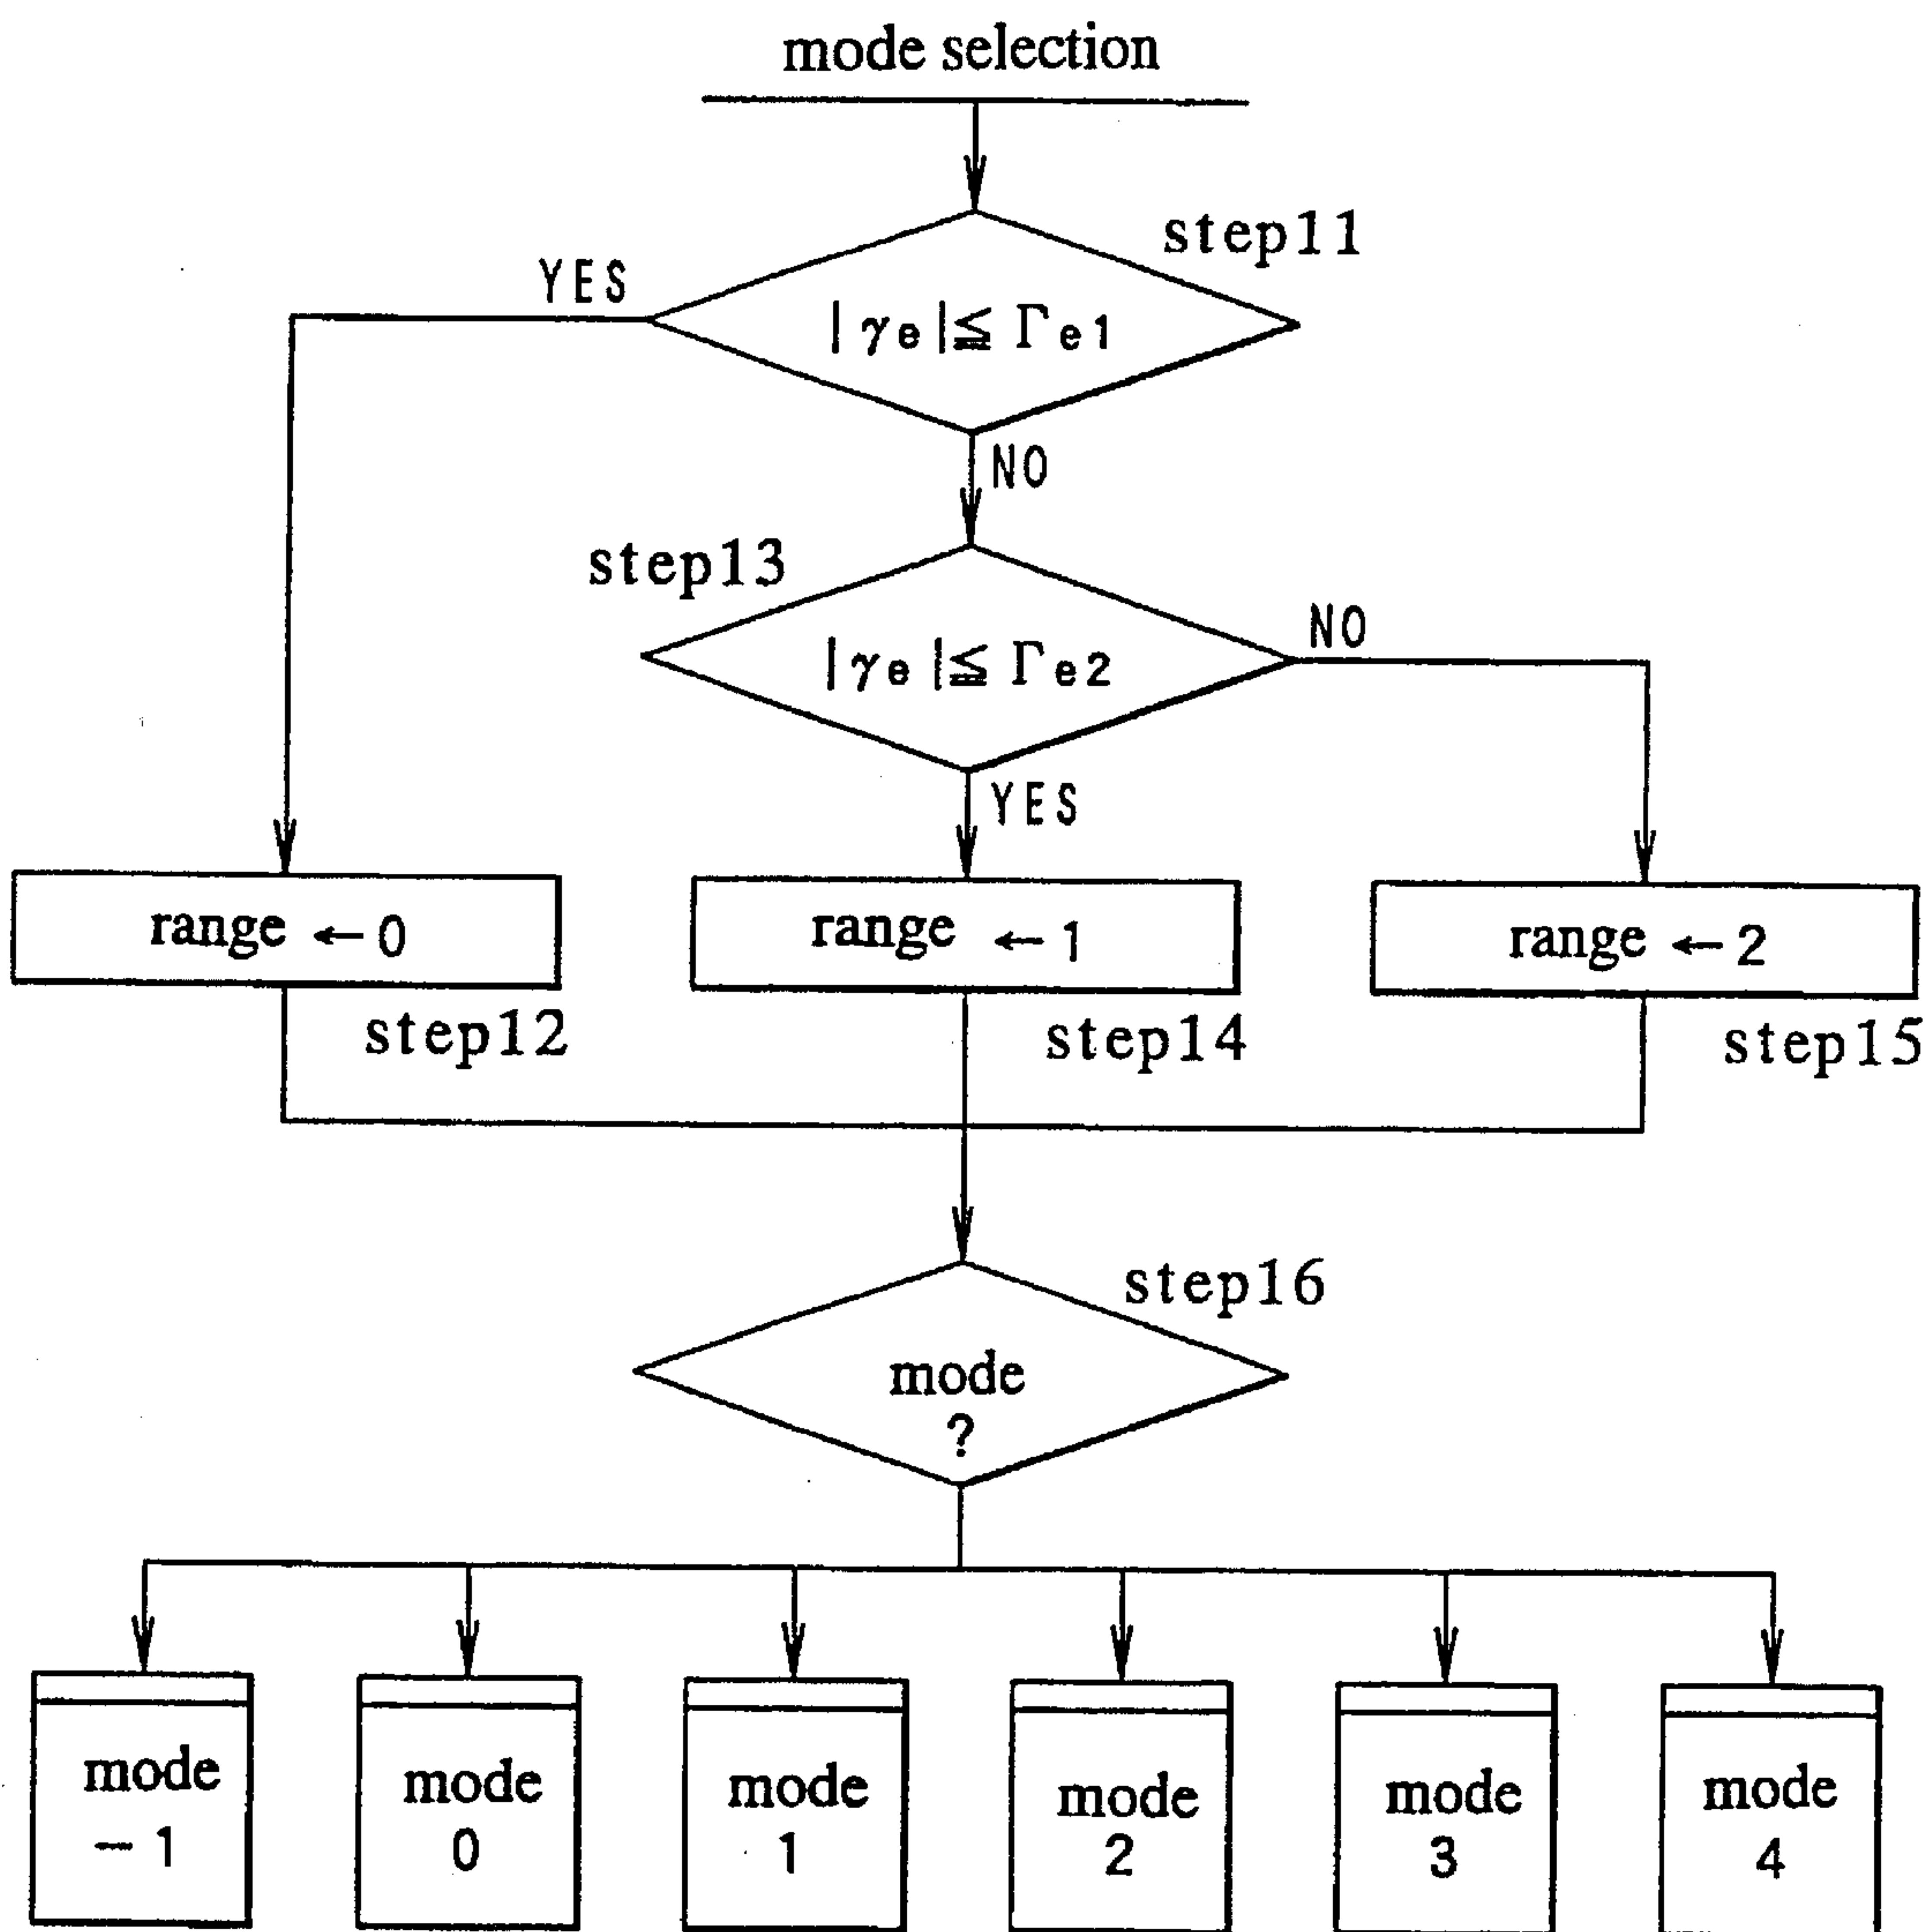 mode selection
step11
YES
|γe|≦Γe1
NO
step13
NO
|γe|≦Γe2
YES
range ←0
range ←1
range ←2
step12
step14
step15
step16
mode
?
mode
−1
mode
0
mode
1
mode
2
mode
3
mode
4